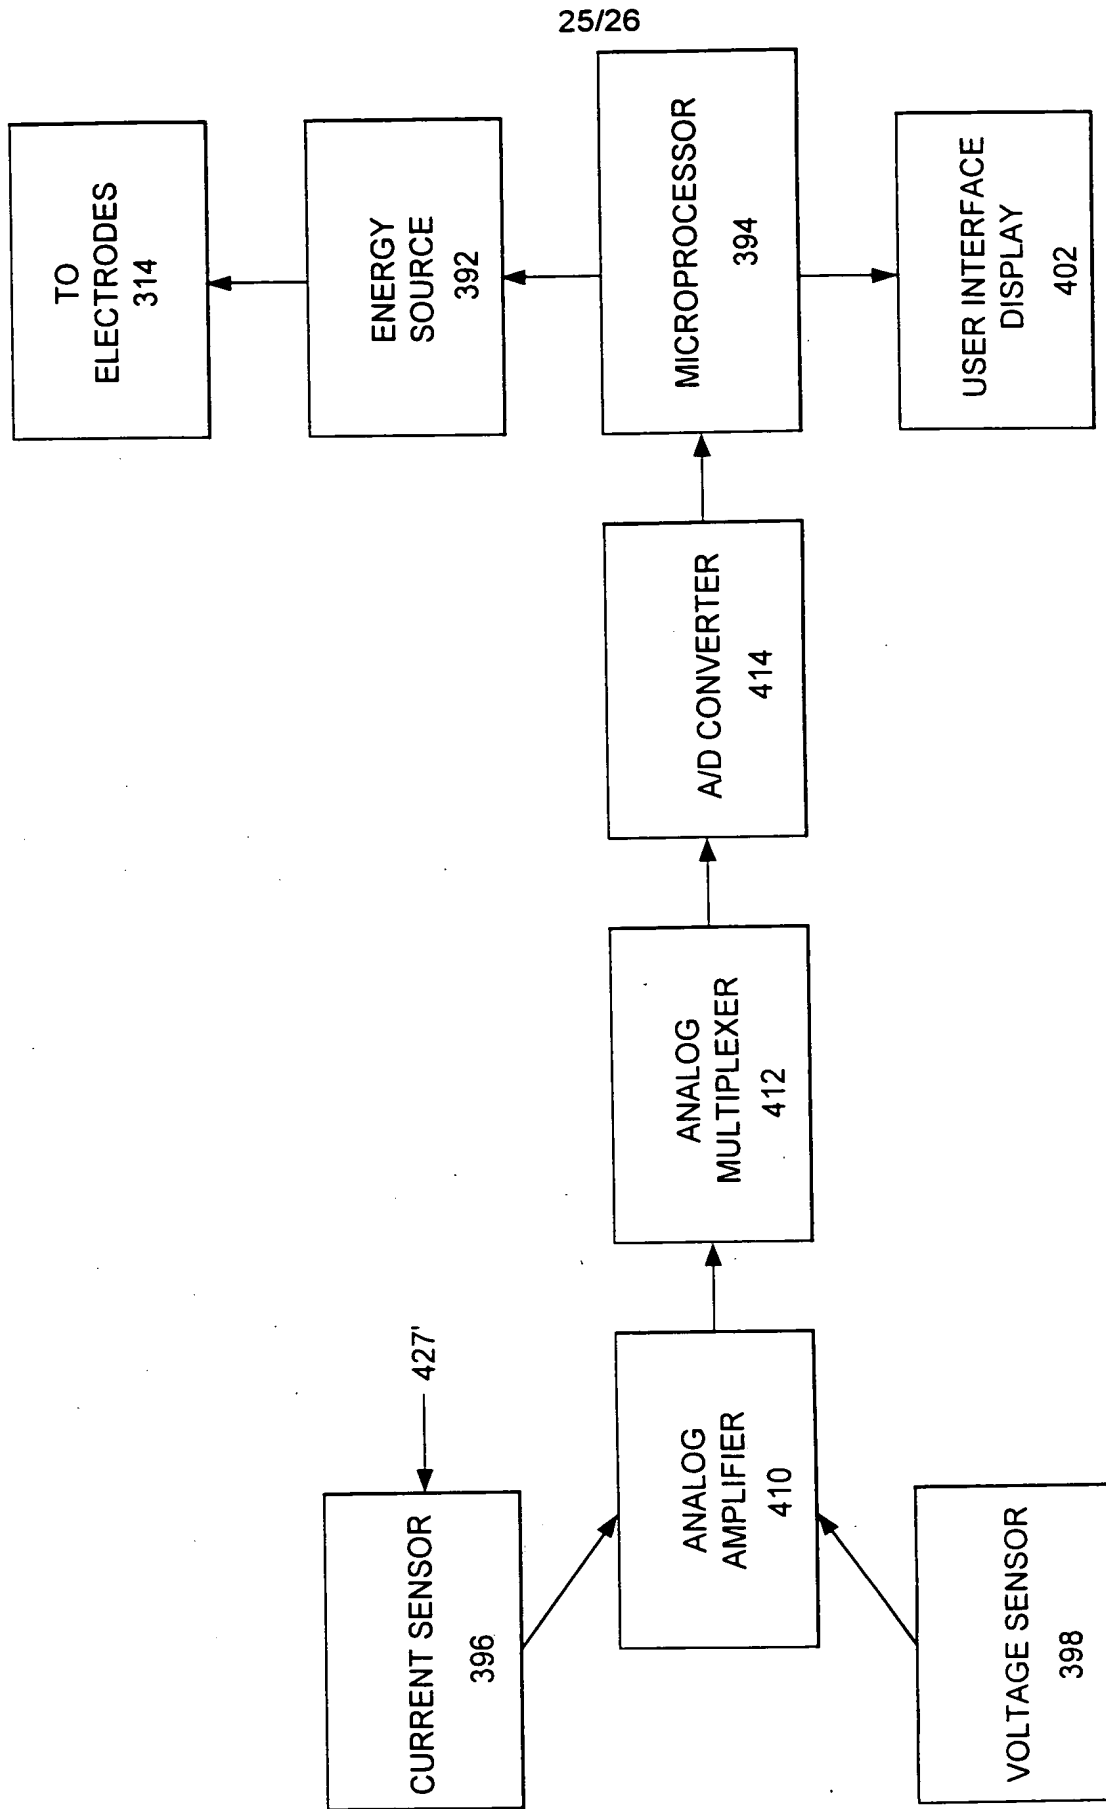 25/26
TO
ELECTRODES
314
ENERGY
SOURCE
392
MICROPROCESSOR
394
USER INTERFACE
DISPLAY
402
A/D CONVERTER
414
ANALOG
MULTIPLEXER
412
427'
ANALOG
AMPLIFIER
410
CURRENT SENSOR
396
VOLTAGE SENSOR
398